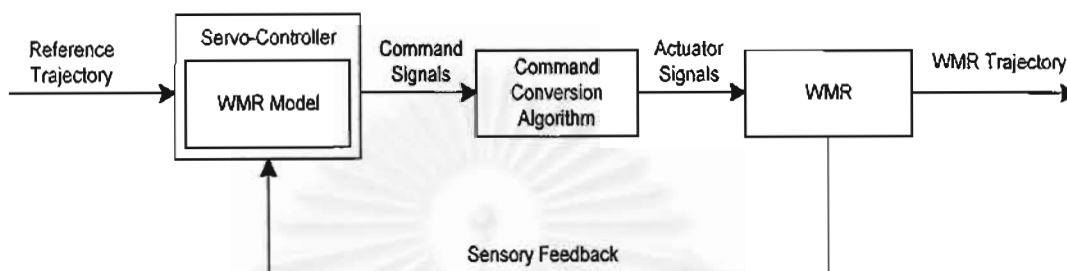 Reference
Trajectory
Servo-Controller
WMR Model
Command
Signals
Command
Conversion
Algorithm
Actuator
Signals
WMR
WMR Trajectory
Sensory Feedback